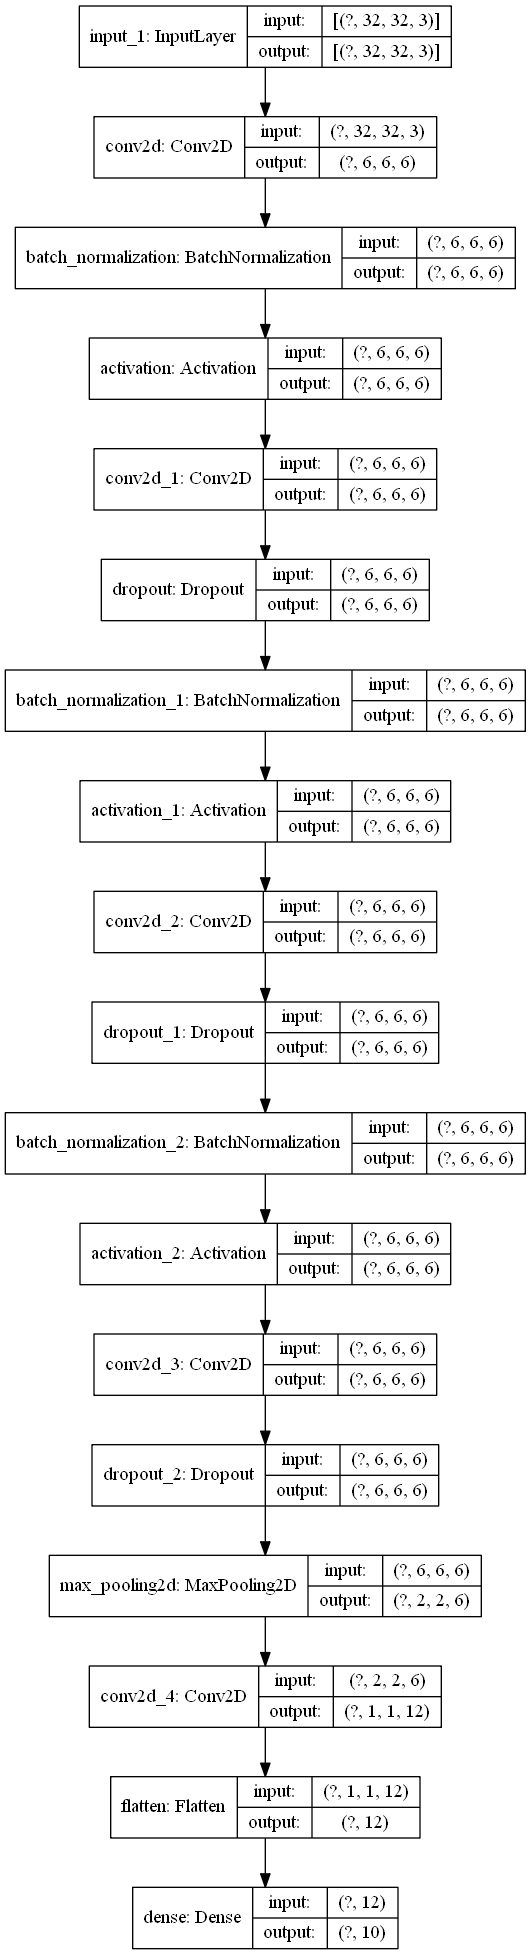 input_1: InputLayer
input: [(?, 32, 32, 3)]
output: [(?, 32, 32, 3)]
conv2d: Conv2D
input: (?, 32, 32, 3)
output: (?, 6, 6, 6)
batch_normalization: BatchNormalization
input: (?, 6, 6, 6)
output: (?, 6, 6, 6)
activation: Activation
input: (?, 6, 6, 6)
output: (?, 6, 6, 6)
conv2d_1: Conv2D
input: (?, 6, 6, 6)
output: (?, 6, 6, 6)
dropout: Dropout
input: (?, 6, 6, 6)
output: (?, 6, 6, 6)
batch_normalization_1: BatchNormalization
input: (?, 6, 6, 6)
output: (?, 6, 6, 6)
activation_1: Activation
input: (?, 6, 6, 6)
output: (?, 6, 6, 6)
conv2d_2: Conv2D
input: (?, 6, 6, 6)
output: (?, 6, 6, 6)
dropout_1: Dropout
input: (?, 6, 6, 6)
output: (?, 6, 6, 6)
batch_normalization_2: BatchNormalization
input: (?, 6, 6, 6)
output: (?, 6, 6, 6)
activation_2: Activation
input: (?, 6, 6, 6)
output: (?, 6, 6, 6)
conv2d_3: Conv2D
input: (?, 6, 6, 6)
output: (?, 6, 6, 6)
dropout_2: Dropout
input: (?, 6, 6, 6)
output: (?, 6, 6, 6)
max_pooling2d: MaxPooling2D
input: (?, 6, 6, 6)
output: (?, 2, 2, 6)
conv2d_4: Conv2D
input: (?, 2, 2, 6)
output: (?, 1, 1, 12)
flatten: Flatten
input: (?, 1, 1, 12)
output: (?, 12)
dense: Dense
input: (?, 12)
output: (?, 10)